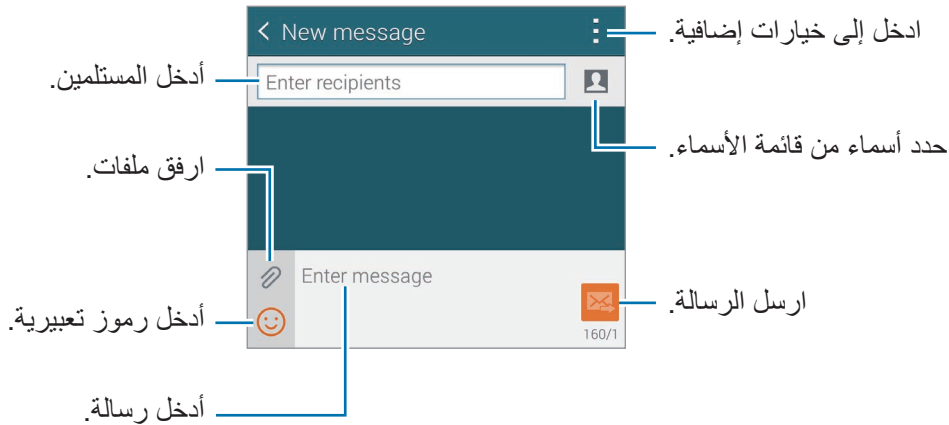 New message
ادخل إلى خيارات إضافية.
أدخل المستلمين.
Enter recipients
حدد أسماء من قائمة الأسماء.
ارفق ملفات.
Enter message
ارسل الرسالة.
160/1
أدخل رموز تعبيرية.
أدخل رسالة.